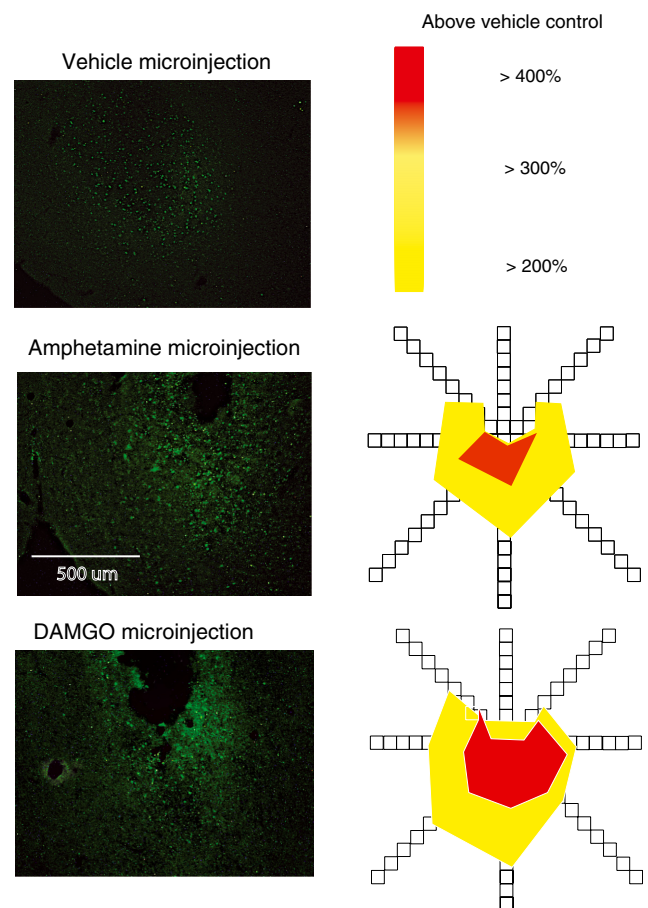 Above vehicle control
Vehicle microinjection
> 400%
> 300%
> 200%
Amphetamine microinjection
500 um
DAMGO microinjection